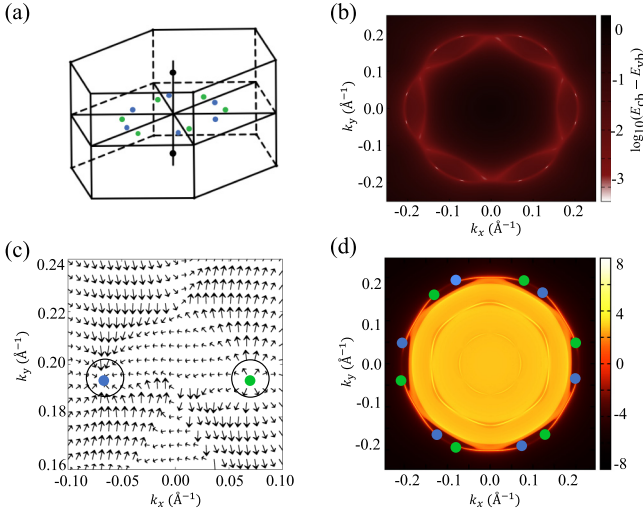 (a)
(b)
0.2
0.1
0.0
-0.1
-0.2
k_y (Å⁻¹)
-0.2 -0.1 0.0 0.1 0.2
k_x (Å⁻¹)
0
-1
-2
-3
log₁₀(E_cb − E_vb)
(c)
0.24
0.22
0.20
0.18
0.16
k_y (Å⁻¹)
-0.10 -0.05 0.00 0.05 0.10
k_x (Å⁻¹)
(d)
0.2
0.1
0.0
-0.1
-0.2
k_y (Å⁻¹)
-0.2 -0.1 0.0 0.1 0.2
k_x (Å⁻¹)
8
4
0
-4
-8